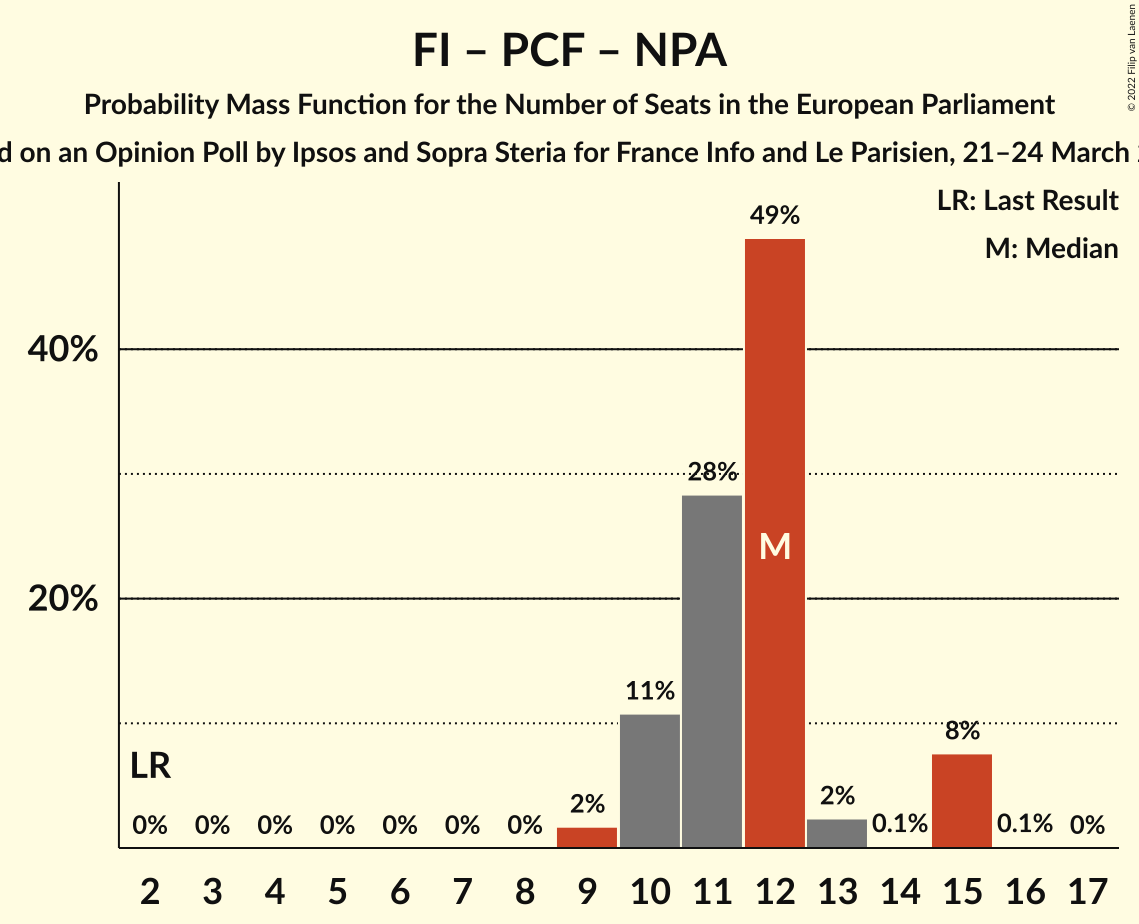 FI – PCF – NPA
Probability Mass Function for the Number of Seats in the European Parliament
on an Opinion Poll by Ipsos and Sopra Steria for France Info and Le Parisien, 21–24 March
© 2022 Filip van Laenen
LR: Last Result
M: Median
49%
40%
28%
M
20%
11%
8%
LR
2%
2%
0% 0% 0% 0% 0% 0% 0% 0.1% 0.1% 0%
2 3 4 5 6 7 8 9 10 11 12 13 14 15 16 17